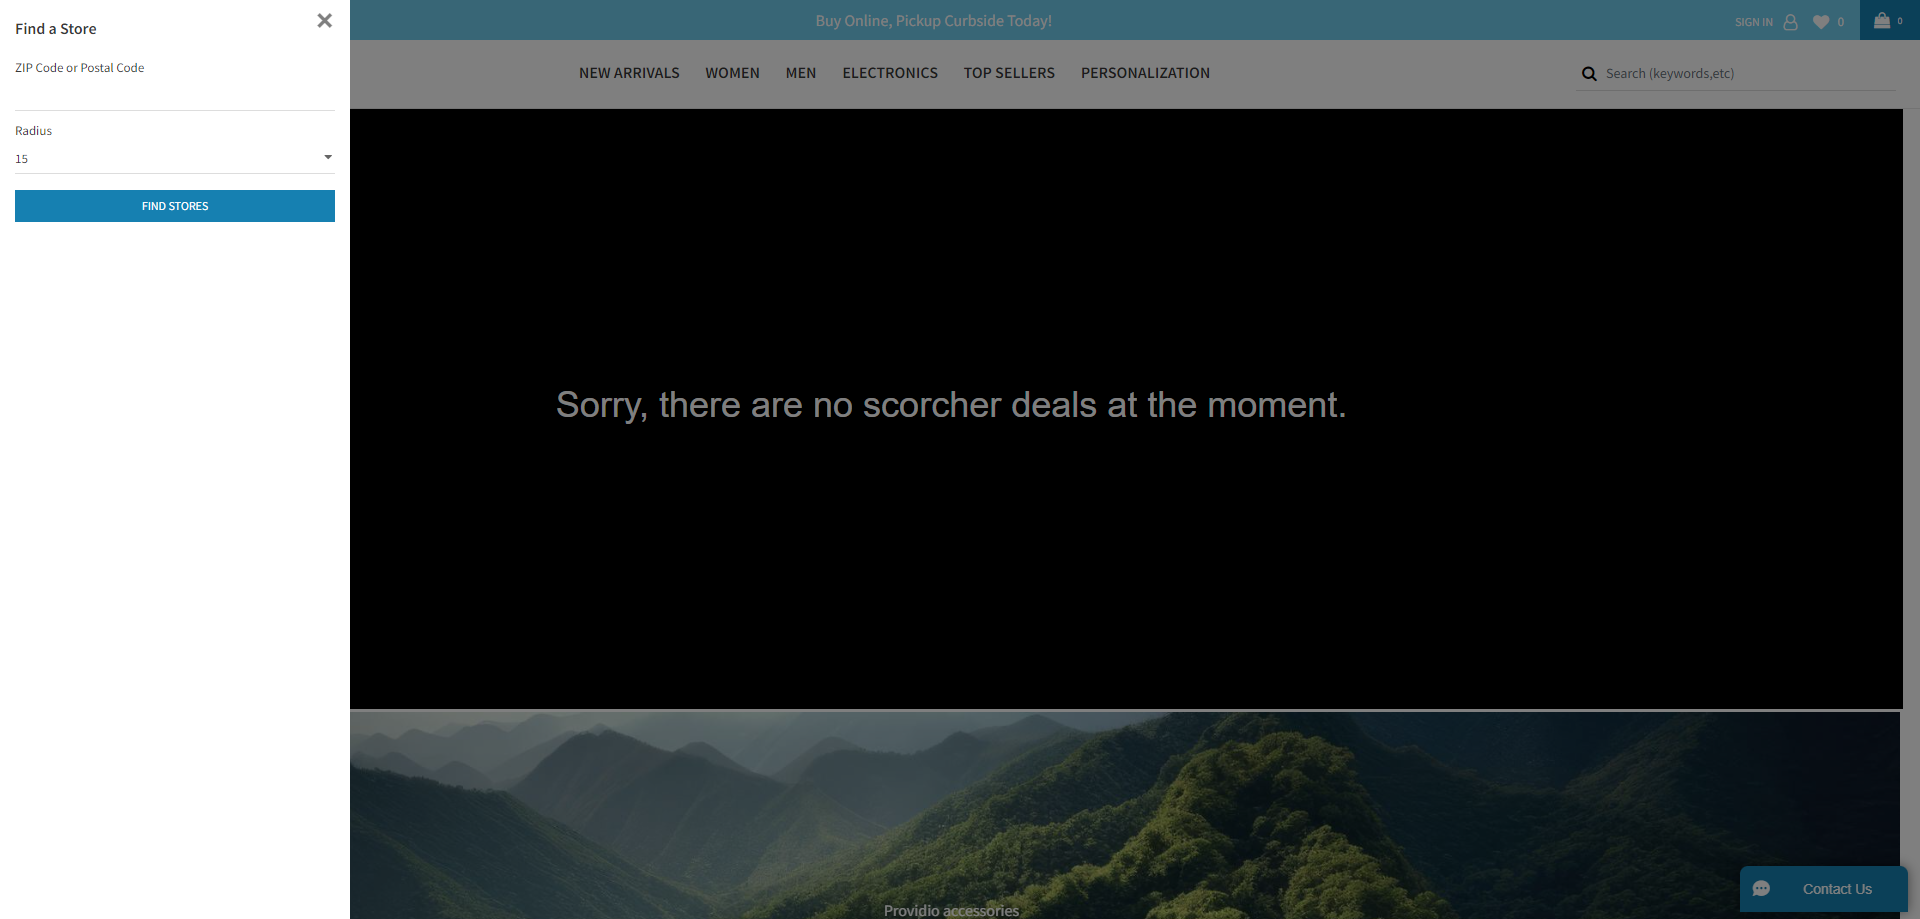 Find a Store
ZIP Code or Postal Code
Radius
15
FIND STORES
Buy Online, Pickup Curbside Today!
SIGN IN
0
0
NEW ARRIVALS WOMEN MEN ELECTRONICS TOP SELLERS PERSONALIZATION
Search (keywords,etc)
Sorry, there are no scorcher deals at the moment.
Providio accessories
Contact Us